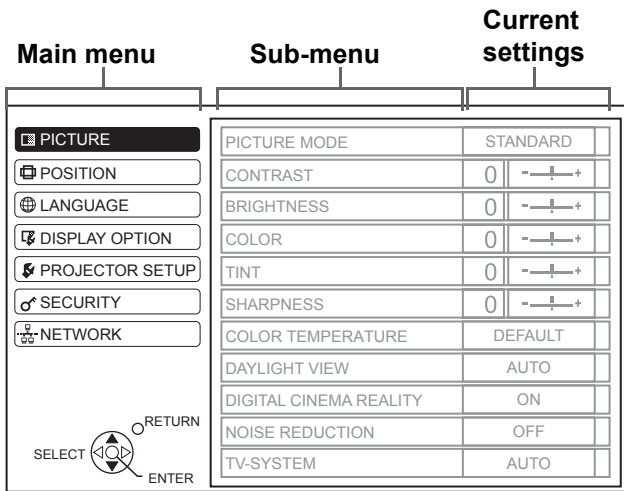 Main menu
Sub-menu
Current
settings
PICTURE
POSITION
LANGUAGE
DISPLAY OPTION
PROJECTOR SETUP
SECURITY
NETWORK
RETURN
SELECT
ENTER
PICTURE MODE STANDARD
CONTRAST 0 - +
BRIGHTNESS 0 - +
COLOR 0 - +
TINT 0 - +
SHARPNESS 0 - +
COLOR TEMPERATURE DEFAULT
DAYLIGHT VIEW AUTO
DIGITAL CINEMA REALITY ON
NOISE REDUCTION OFF
TV-SYSTEM AUTO